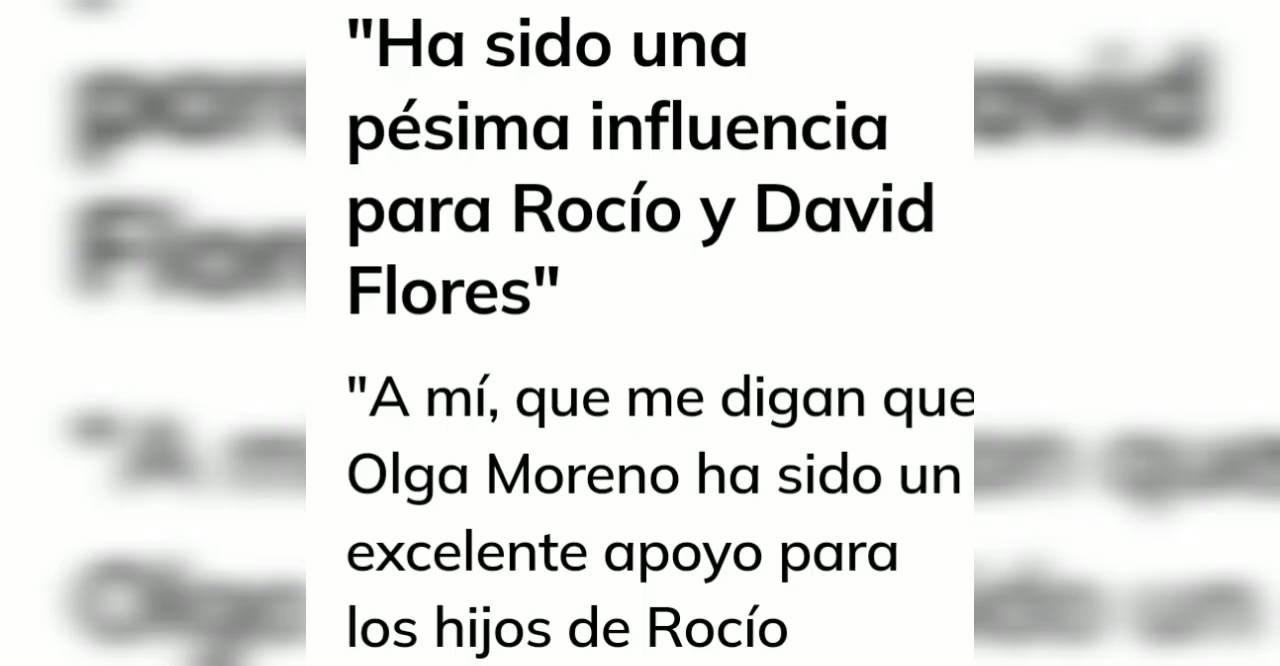 "Ha sido una
pésima influencia
para Rocío y David
Flores"
"A mí, que me digan que
Olga Moreno ha sido un
excelente apoyo para
los hijos de Rocío